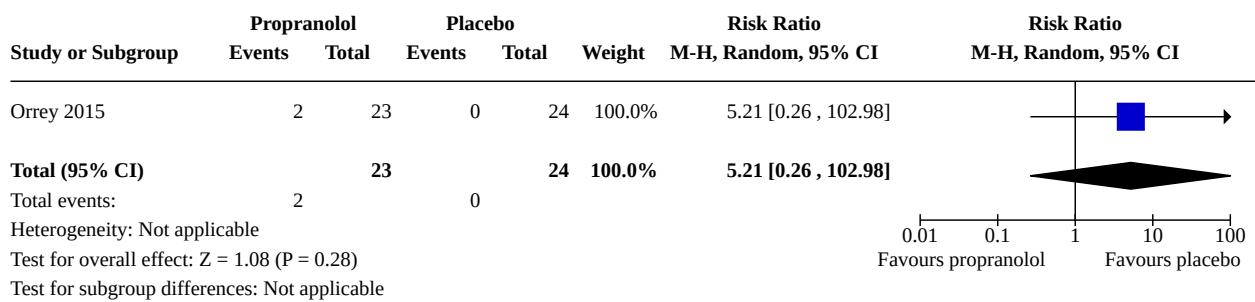 Propranolol Placebo Risk Ratio Risk Ratio
Study or Subgroup Events Total Events Total Weight M-H, Random, 95% CI M-H, Random, 95% CI
Orrey 2015 2 23 0 24 100.0% 5.21 [0.26 , 102.98]
Total (95% CI) 23 24 100.0% 5.21 [0.26 , 102.98]
Total events: 2 0
Heterogeneity: Not applicable 0.01 0.1 1 10 100
Test for overall effect: Z = 1.08 (P = 0.28) Favours propranolol Favours placebo
Test for subgroup differences: Not applicable